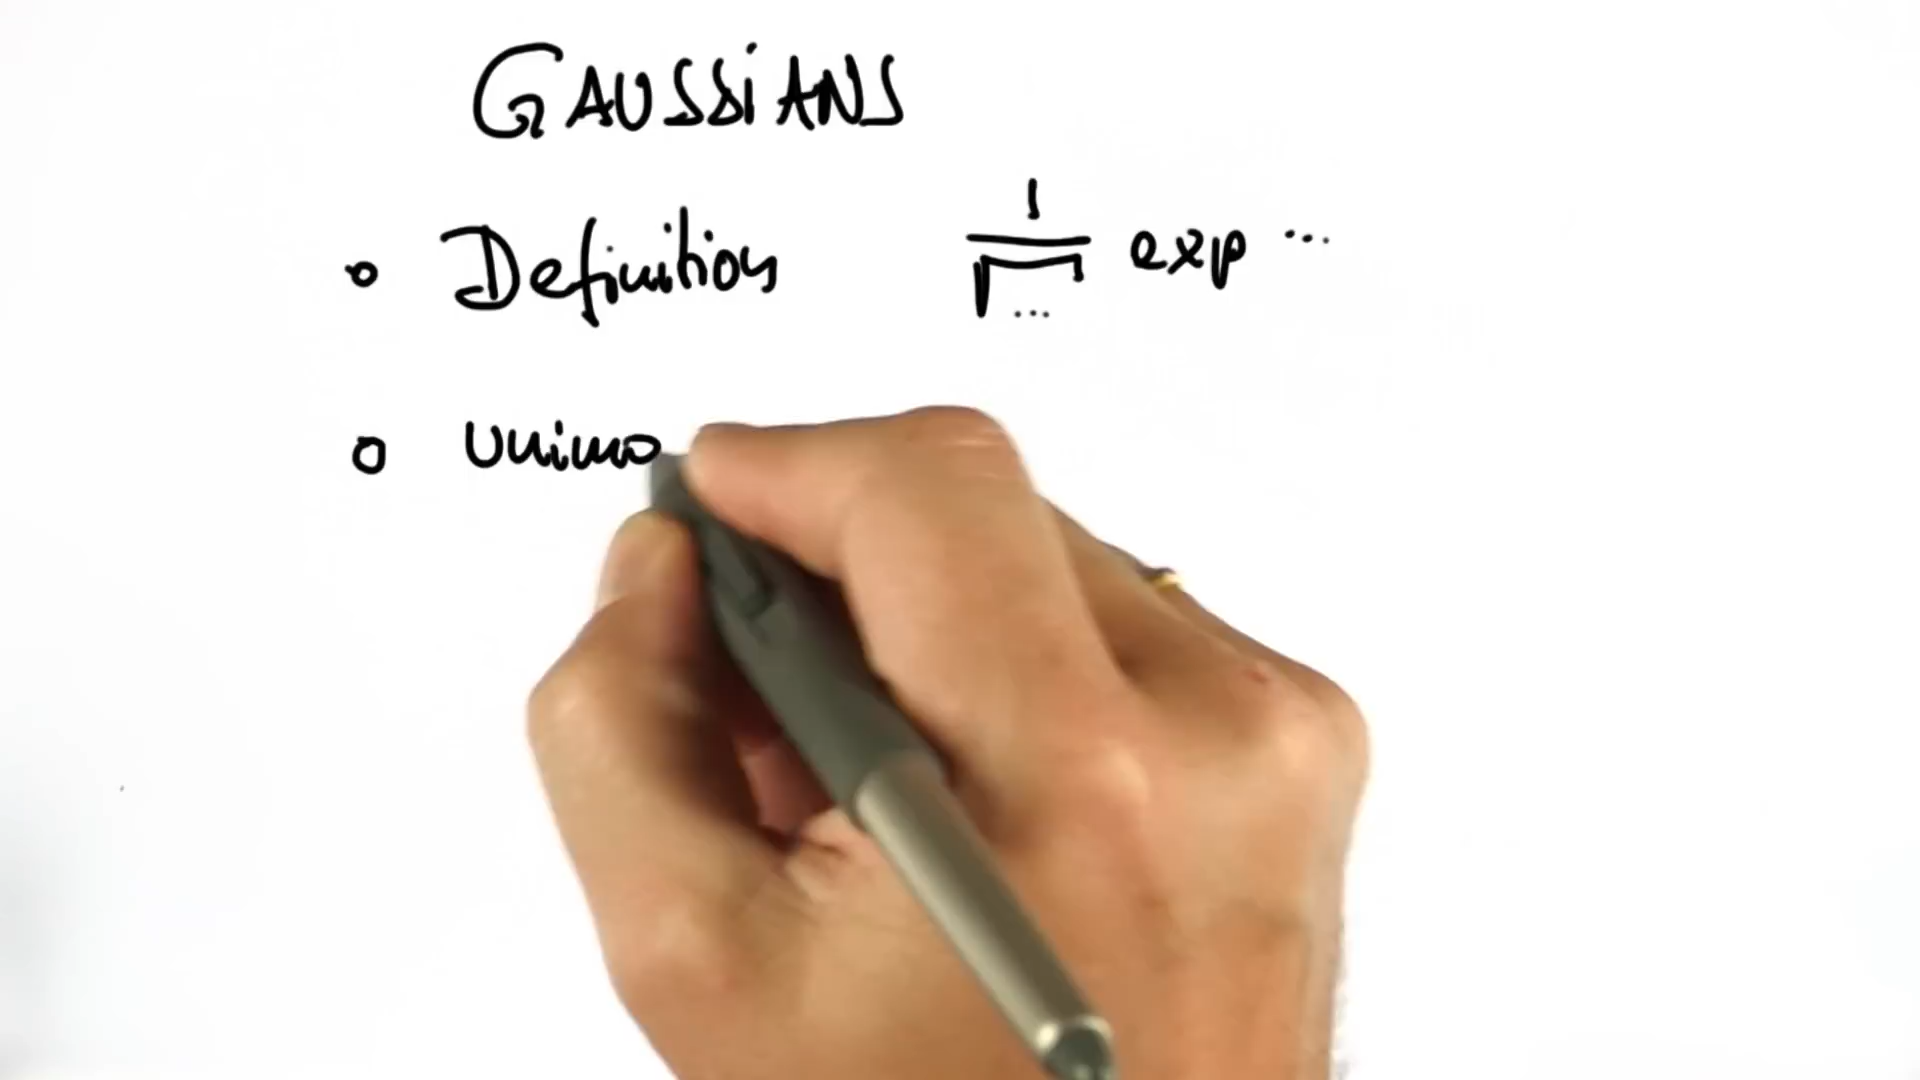 GAUSSiANS
o Definition 1/√... exp ...
o unimo